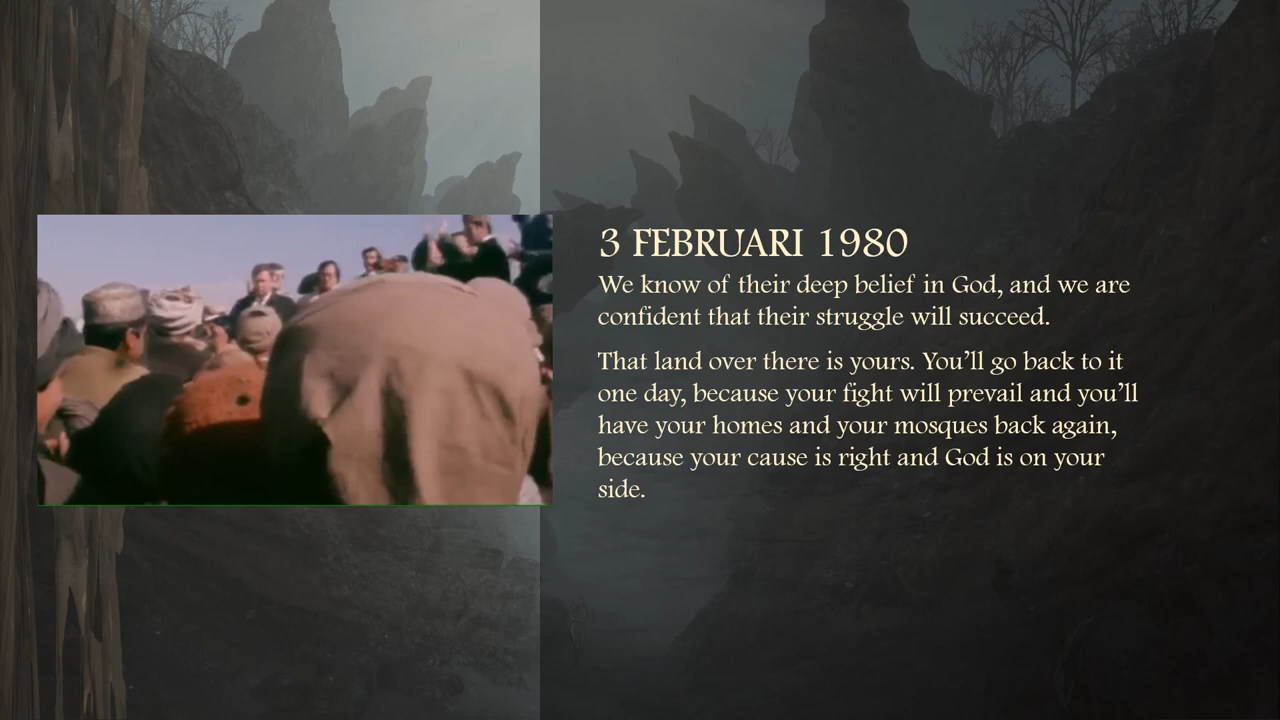 3 FEBRUARI 1980
We know of their deep belief in God, and we are
confident that their struggle will succeed.
That land over there is yours. You’ll go back to it
one day, because your fight will prevail and you’ll
have your homes and your mosques back again,
because your cause is right and God is on your
side.